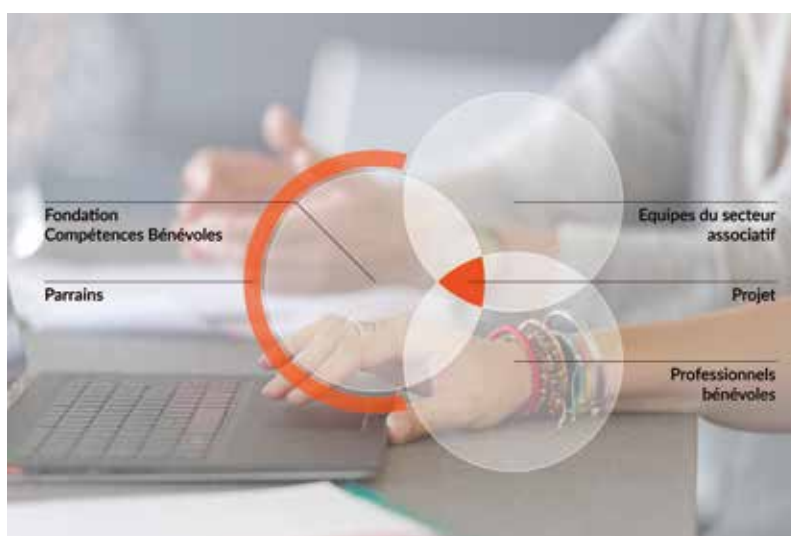 Fondation
Compétences Bénévoles
Parrains
Equipes du secteur
associatif
Projet
Professionnels
bénévoles